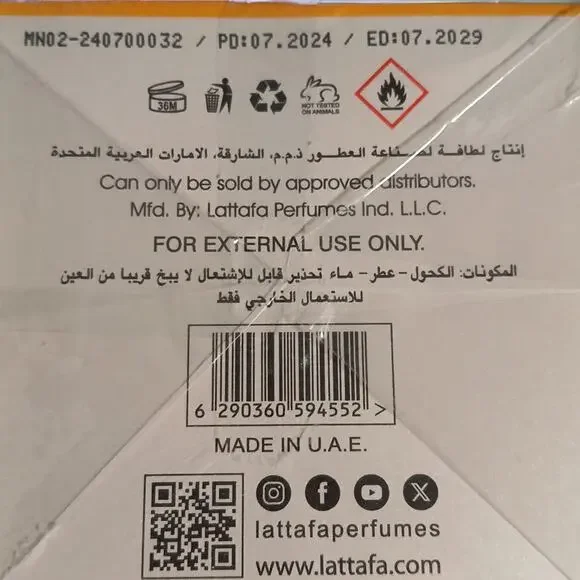 MN02-240700032 / PD:07.2024 / ED:07.2029
36M
NOT TESTED
ON ANIMALS
إنتاج لطافة لصناعة العطور ذ.م.م، الشارقة، الامارات العربية المتحدة
Can only be sold by approved distributors.
Mfd. By: Lattafa Perfumes Ind. L.L.C.
FOR EXTERNAL USE ONLY.
المكونات: الكحول - عطر - ماء تحذير قابل للإشتعال لا يبخ قريبا من العين
للاستعمال الخارجي فقط
6 290360 594552 >
MADE IN U.A.E.
lattafaperfumes
www.lattafa.com